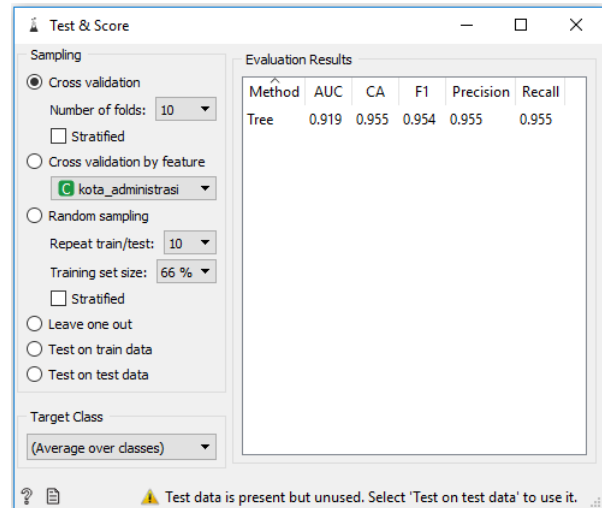 Test & Score
Sampling
Cross validation
Number of folds: 10
Stratified
Cross validation by feature
C kota_administrasi
Random sampling
Repeat train/test: 10
Training set size: 66 %
Stratified
Leave one out
Test on train data
Test on test data
Target Class
(Average over classes)
Evaluation Results
Method AUC CA F1 Precision Recall
Tree 0.919 0.955 0.954 0.955 0.955
? Test data is present but unused. Select 'Test on test data' to use it.